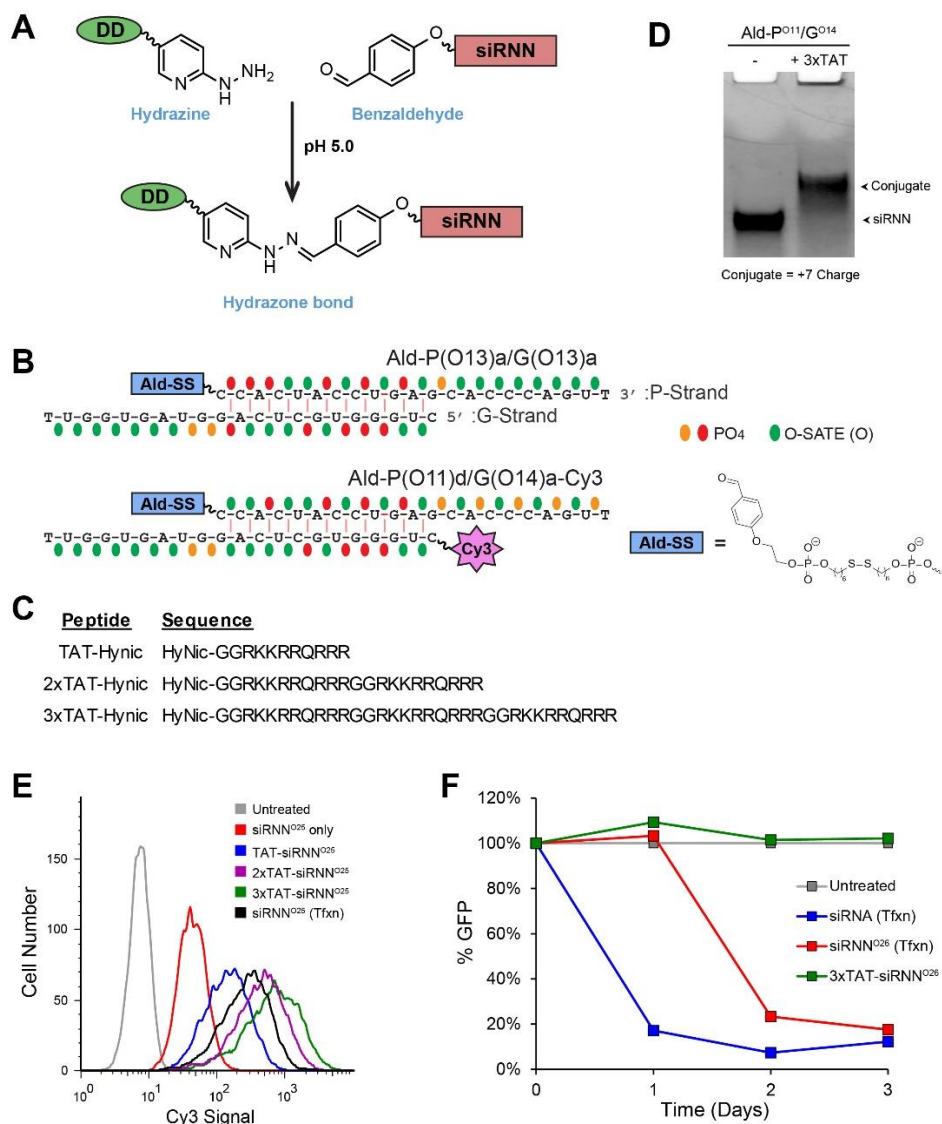 A
DD
NH2
N
N
H
Hydrazine
O
O
siRNN
Benzaldehyde
pH 5.0
DD
N
N
H
N
O
siRNN
Hydrazone bond
D
Ald-P^O11/G^O14
- + 3xTAT
Conjugate
siRNN
Conjugate = +7 Charge
B
Ald-P(O13)a/G(O13)a
Ald-SS
C-C-A-C-U-A-C-C-U-G-A-G-C-A-C-C-C-A-G-U-T 3' :P-Strand
T-U-G-G-U-G-A-U-G-G-A-C-U-C-G-U-G-G-G-U-C 5' :G-Strand
PO4 O-SATE (O)
Ald-P(O11)d/G(O14)a-Cy3
Ald-SS
C-C-A-C-U-A-C-C-U-G-A-G-C-A-C-C-C-A-G-U-T
T-U-G-G-U-G-A-U-G-G-A-C-U-C-G-U-G-G-G-U-C
Cy3
Ald-SS =
O
O
O
O P O
O
6
S-S
6
O
O P O
O
C
Peptide Sequence
TAT-Hynic HyNic-GGRKKRRQRRR
2xTAT-Hynic HyNic-GGRKKRRQRRRGGRKKRRQRRR
3xTAT-Hynic HyNic-GGRKKRRQRRRGGRKKRRQRRRGGRKKRRQRRR
E
Untreated
siRNN^O25 only
TAT-siRNN^O25
2xTAT-siRNN^O25
3xTAT-siRNN^O25
siRNN^O25 (Tfxn)
Cell Number
150
100
50
0
10^0 10^1 10^2 10^3
Cy3 Signal
F
120%
100%
80%
60%
40%
20%
0%
% GFP
Untreated
siRNA (Tfxn)
siRNN^O26 (Tfxn)
3xTAT-siRNN^O26
0 1 2 3
Time (Days)